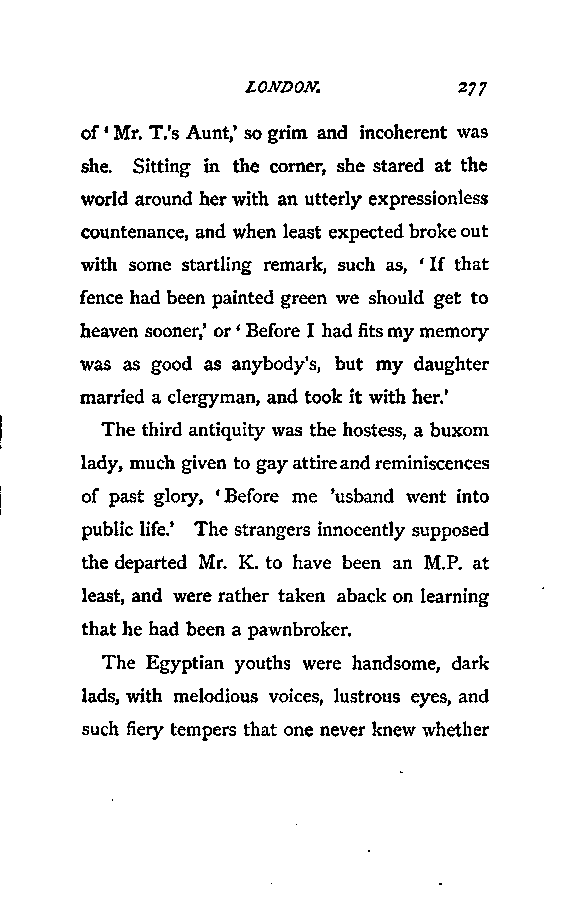 LONDON. 277
of ‘ Mr. T.'s Aunt,’ so grim and incoherent was
she. Sitting in the corner, she stared at the
world around her with an utterly expressionless
countenance, and when least expected broke out
with some startling remark, such as, ‘ If that
fence had been painted green we should get to
heaven sooner,’ or ‘ Before I had fits my memory
was as good as anybody's, but my daughter
married a clergyman, and took it with her.’
The third antiquity was the hostess, a buxom
lady, much given to gay attire and reminiscences
of past glory, ‘ Before me 'usband went into
public life.’ The strangers innocently supposed
the departed Mr. K. to have been an M.P. at
least, and were rather taken aback on learning
that he had been a pawnbroker.
The Egyptian youths were handsome, dark
lads, with melodious voices, lustrous eyes, and
such fiery tempers that one never knew whether